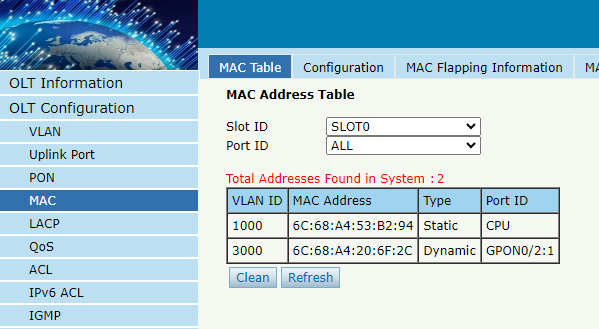 MAC Table Configuration MAC Flapping Information
OLT Information
OLT Configuration
VLAN
Uplink Port
PON
MAC
LACP
QoS
ACL
IPv6 ACL
IGMP
MAC Address Table
Slot ID SLOT0
Port ID ALL
Total Addresses Found in System : 2
VLAN ID MAC Address Type Port ID
1000 6C:68:A4:53:B2:94 Static CPU
3000 6C:68:A4:20:6F:2C Dynamic GPON0/2:1
Clean Refresh